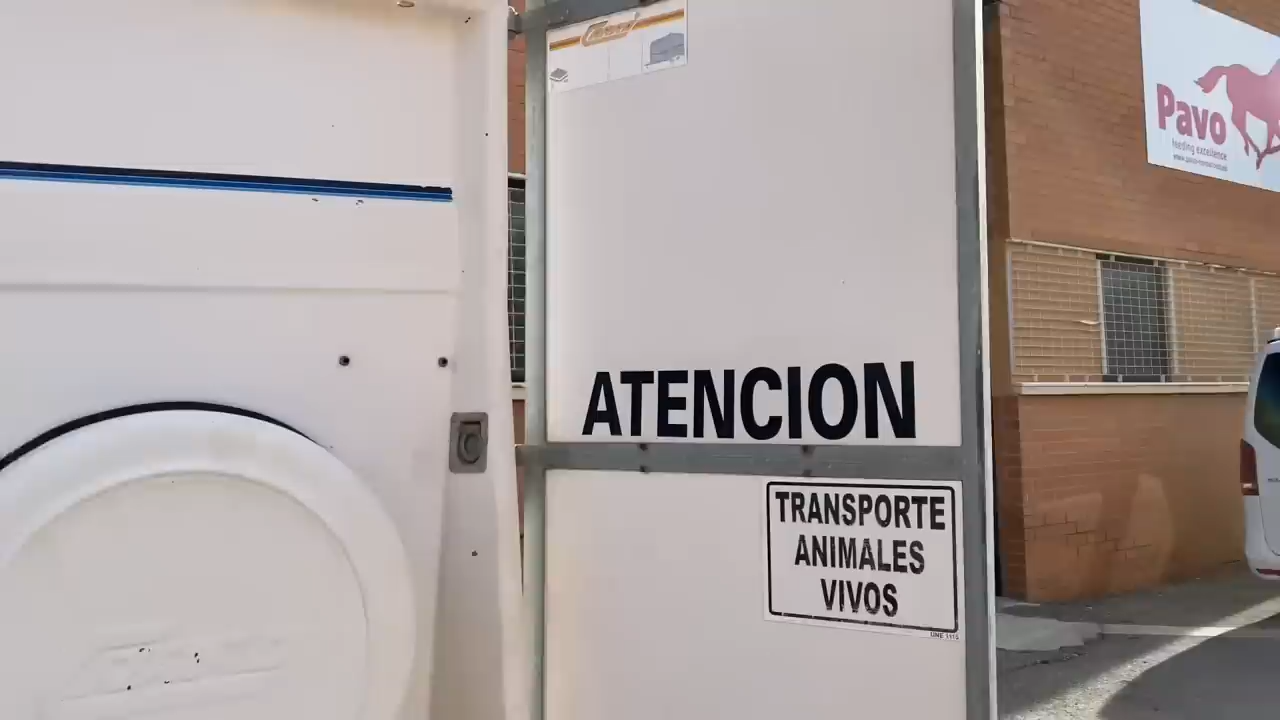 ATENCION
TRANSPORTE
ANIMALES
VIVOS
Pavo
feeding excellence